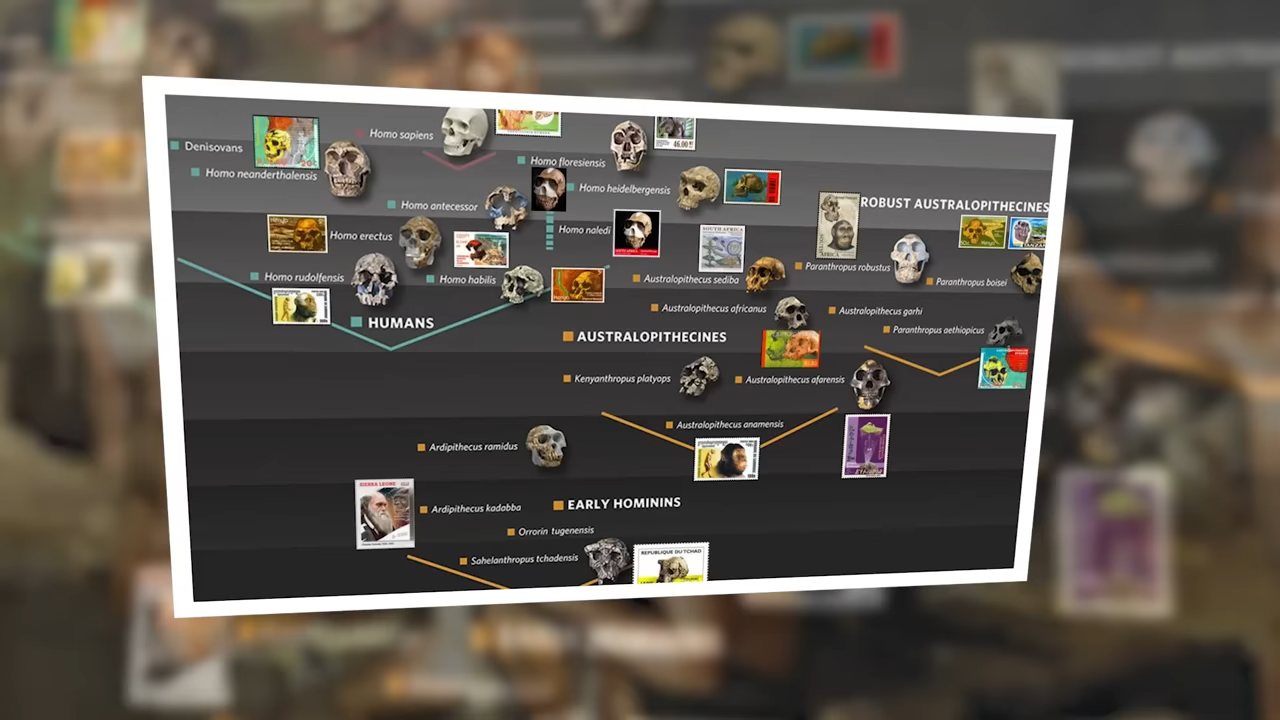 Homo sapiens
Denisovans
Homo neanderthalensis
Homo floresiensis
46.00
Homo heidelbergensis
Homo antecessor
ROBUST AUSTRALOPITHECINES
Homo erectus
Homo naledi
SOUTH AFRICA
Homo rudolfensis
Homo habilis
Australopithecus sediba
Paranthropus robustus
Paranthropus boisei
HUMANS
Australopithecus africanus
Australopithecus garhi
Paranthropus aethiopicus
AUSTRALOPITHECINES
Kenyanthropus platyops
Australopithecus afarensis
Australopithecus anamensis
Ardipithecus ramidus
SIERRA LEONE
Ardipithecus kadabba
EARLY HOMININS
Orrorin tugenensis
Sahelanthropus tchadensis
REPUBLIQUE DU TCHAD